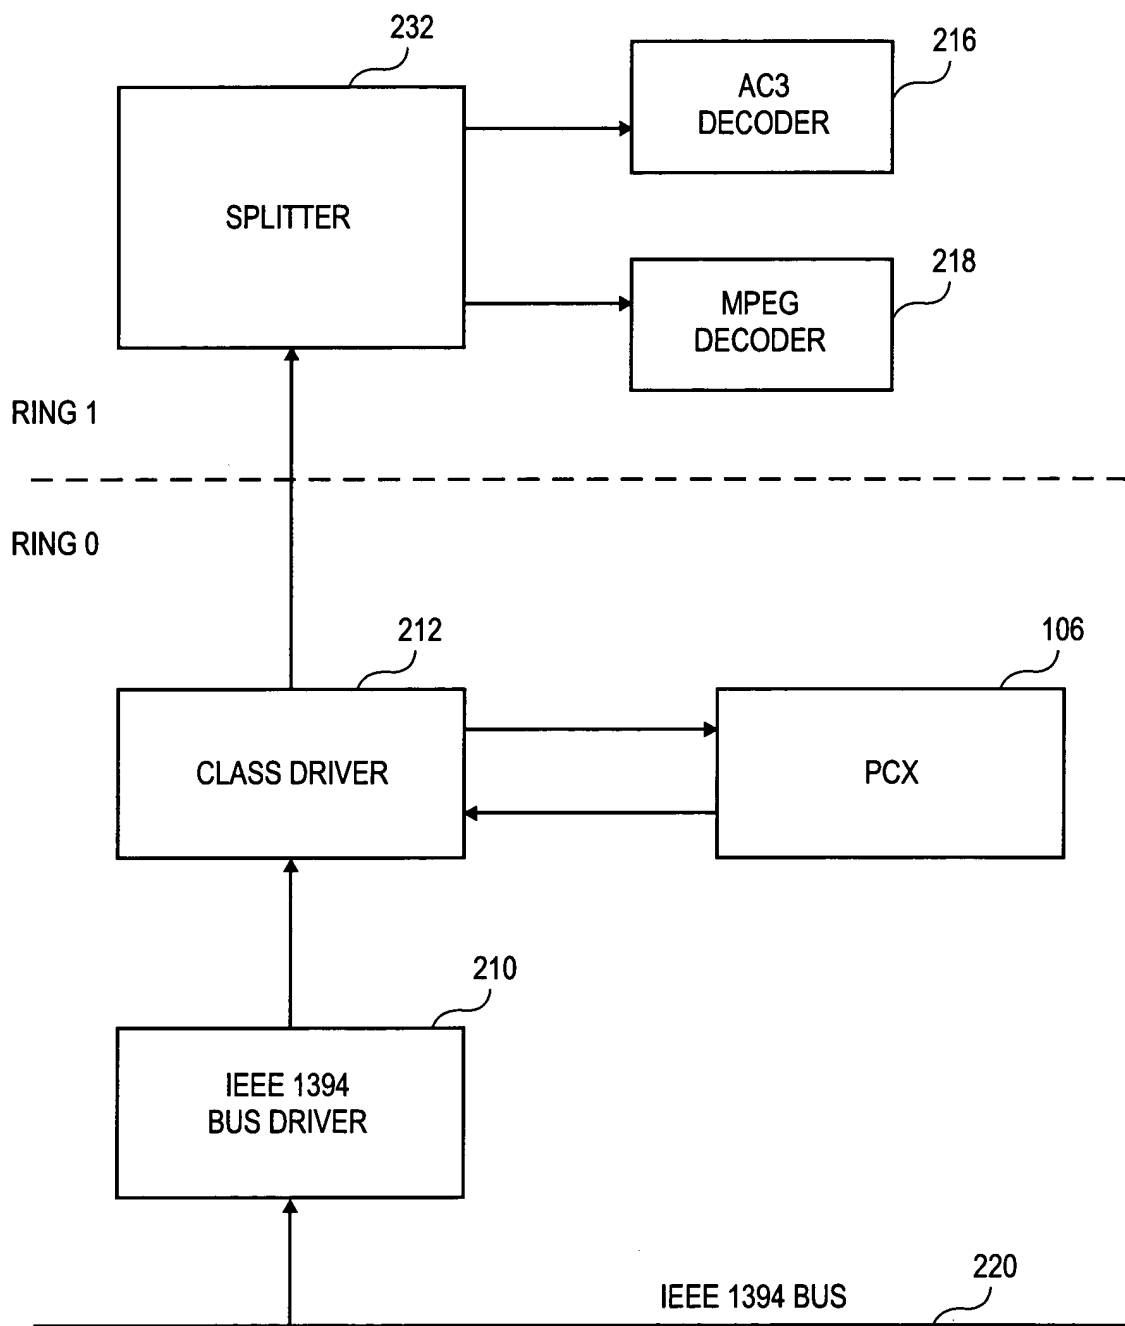 232
216
AC3
DECODER
SPLITTER
218
MPEG
DECODER
RING 1
RING 0
212
106
CLASS DRIVER
PCX
210
IEEE 1394
BUS DRIVER
IEEE 1394 BUS
220